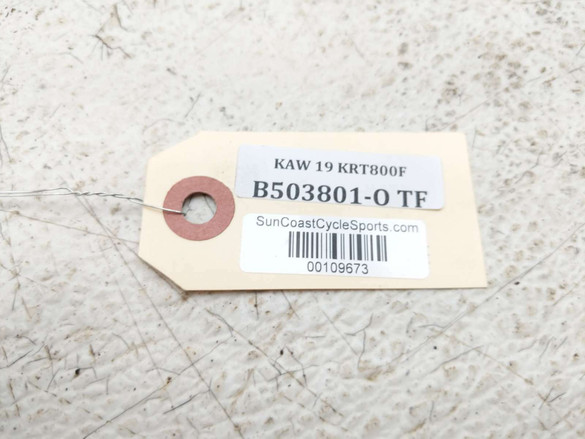 KAW 19 KRT800F
B503801-O TF
SunCoastCycleSports.com
00109673